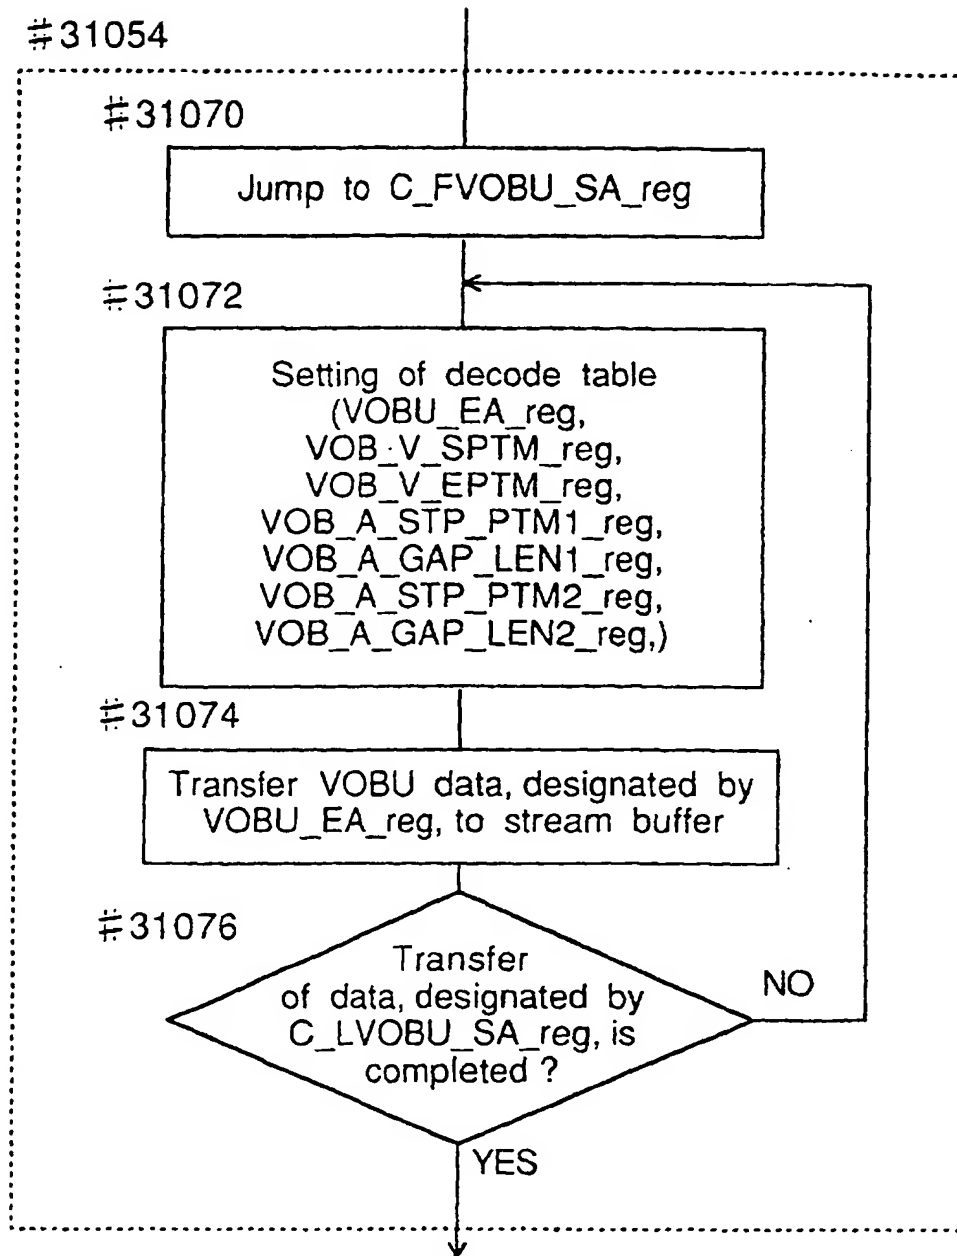 #31054
#31070
Jump to C_FVOBU_SA_reg
#31072
Setting of decode table
(VOBU_EA_reg,
VOB_V_SPTM_reg,
VOB_V_EPTM_reg,
VOB_A_STP_PTM1_reg,
VOB_A_GAP_LEN1_reg,
VOB_A_STP_PTM2_reg,
VOB_A_GAP_LEN2_reg,)
#31074
Transfer VOBU data, designated by
VOBU_EA_reg, to stream buffer
#31076
Transfer
of data, designated by
C_LVOBU_SA_reg, is
completed ?
NO
YES